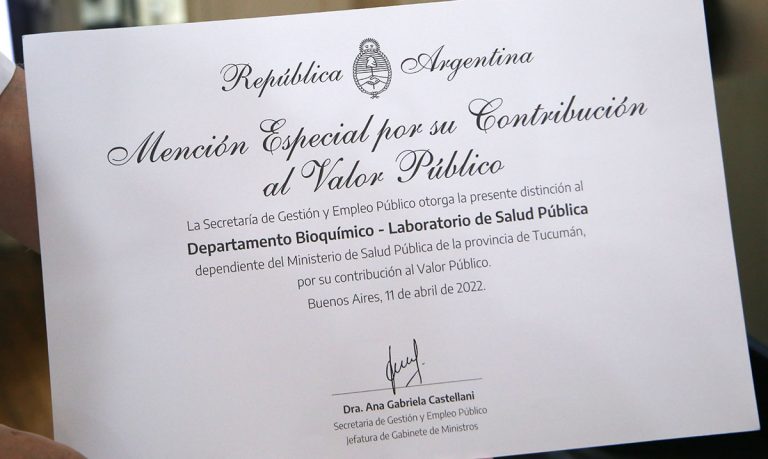 República Argentina
Mención Especial por su Contribución
al Valor Público
La Secretaría de Gestión y Empleo Público otorga la presente distinción al
Departamento Bioquímico - Laboratorio de Salud Pública
dependiente del Ministerio de Salud Pública de la provincia de Tucumán,
por su contribución al Valor Público.
Buenos Aires, 11 de abril de 2022.
Dra. Ana Gabriela Castellani
Secretaria de Gestión y Empleo Público
Jefatura de Gabinete de Ministros